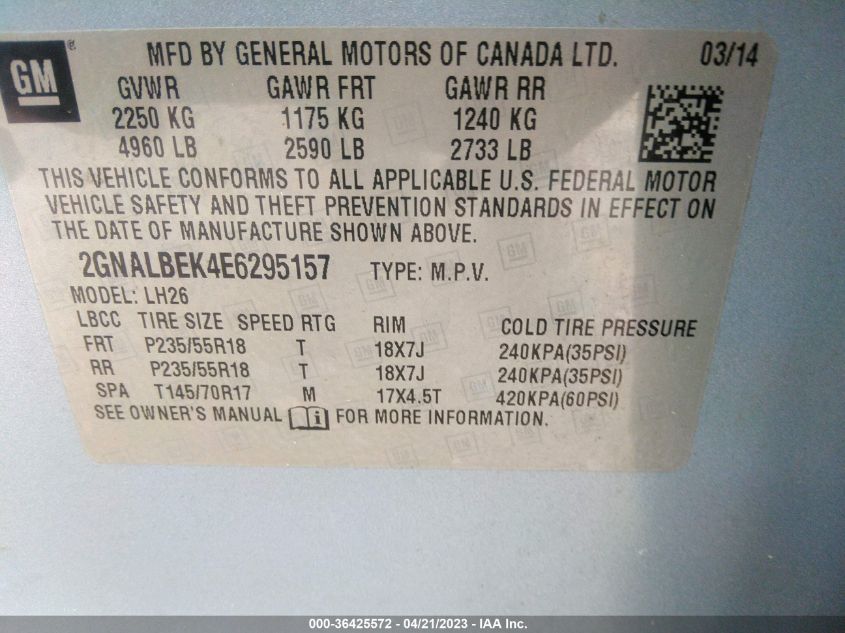 GM ® MFD BY GENERAL MOTORS OF CANADA LTD. 03/14
GVWR GAWR FRT GAWR RR
2250 KG 1175 KG 1240 KG
4960 LB 2590 LB 2733 LB
THIS VEHICLE CONFORMS TO ALL APPLICABLE U.S. FEDERAL MOTOR
VEHICLE SAFETY AND THEFT PREVENTION STANDARDS IN EFFECT ON
THE DATE OF MANUFACTURE SHOWN ABOVE.
2GNALBEK4E6295157 TYPE: M.P.V.
MODEL: LH26
LBCC TIRE SIZE SPEED RTG RIM COLD TIRE PRESSURE
FRT P235/55R18 T 18X7J 240KPA(35PSI)
RR P235/55R18 T 18X7J 240KPA(35PSI)
SPA T145/70R17 M 17X4.5T 420KPA(60PSI)
SEE OWNER'S MANUAL i FOR MORE INFORMATION.
000-36425572 - 04/21/2023 - IAA Inc.